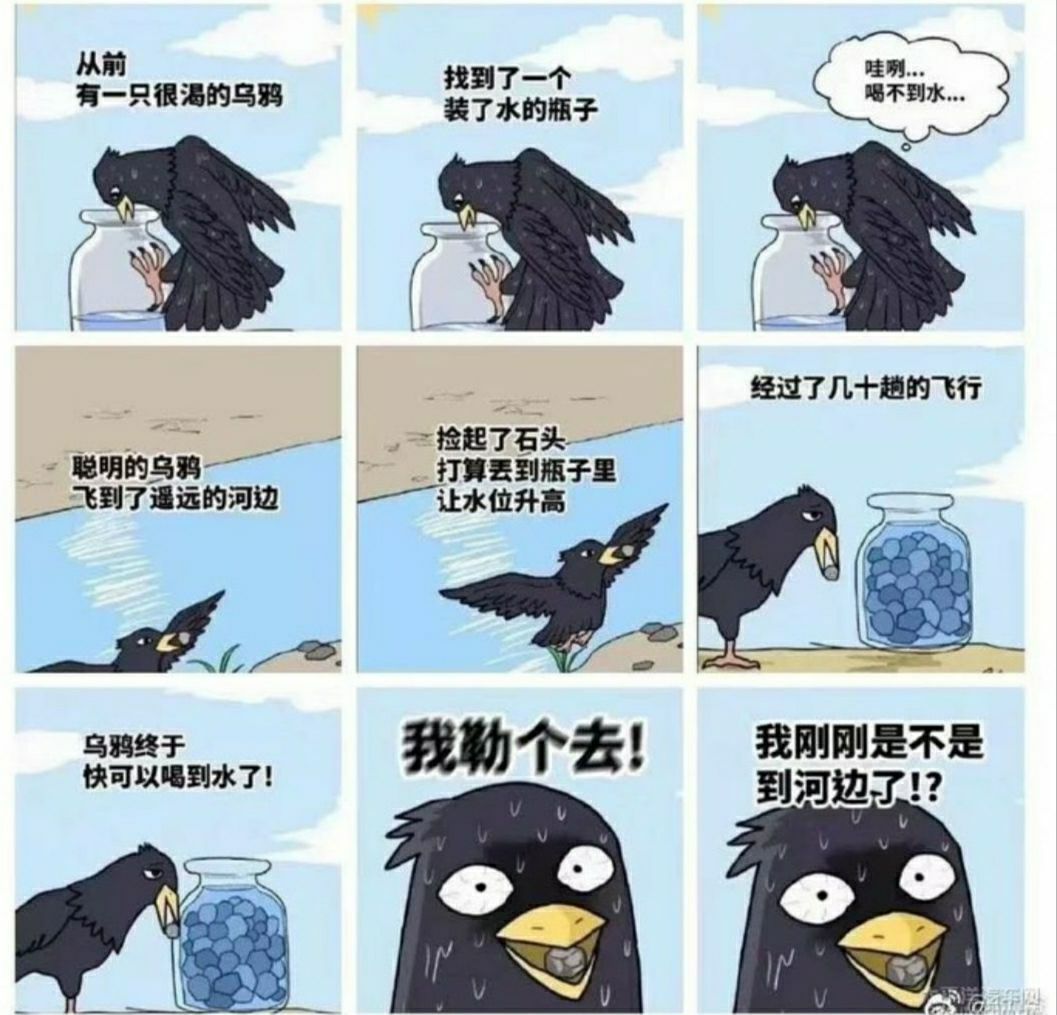 从前
有一只很渴的乌鸦
找到了一个
装了水的瓶子
哇咧...
喝不到水...
聪明的乌鸦
飞到了遥远的河边
捡起了石头
打算丢到瓶子里
让水位升高
经过了几十趟的飞行
乌鸦终于
快可以喝到水了!
我勒个去!
我刚刚是不是
到河边了!?